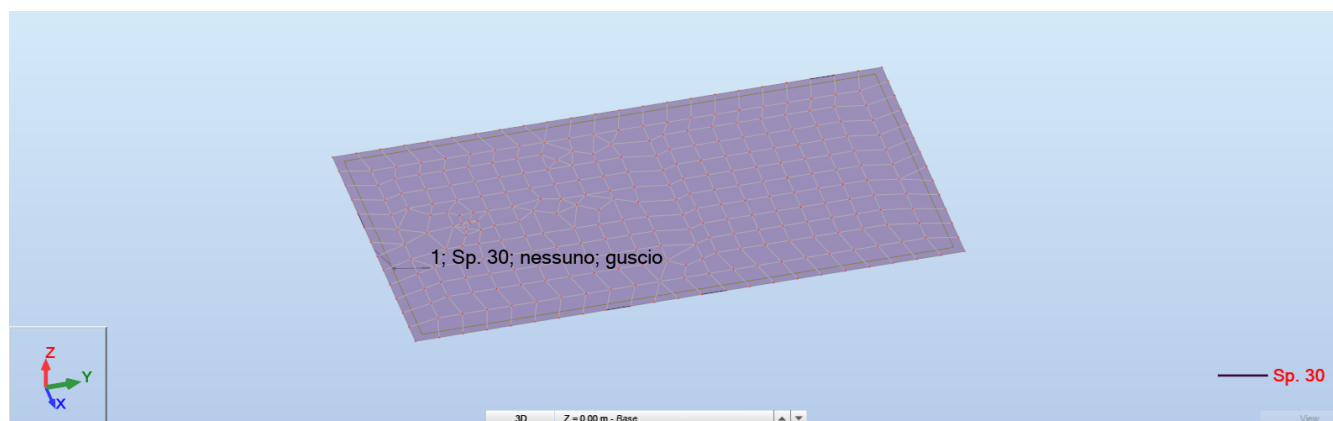 1; Sp. 30; nessuno; guscio
Z
Y
X
Sp. 30
3D
Z = 0.00 m - Base
View